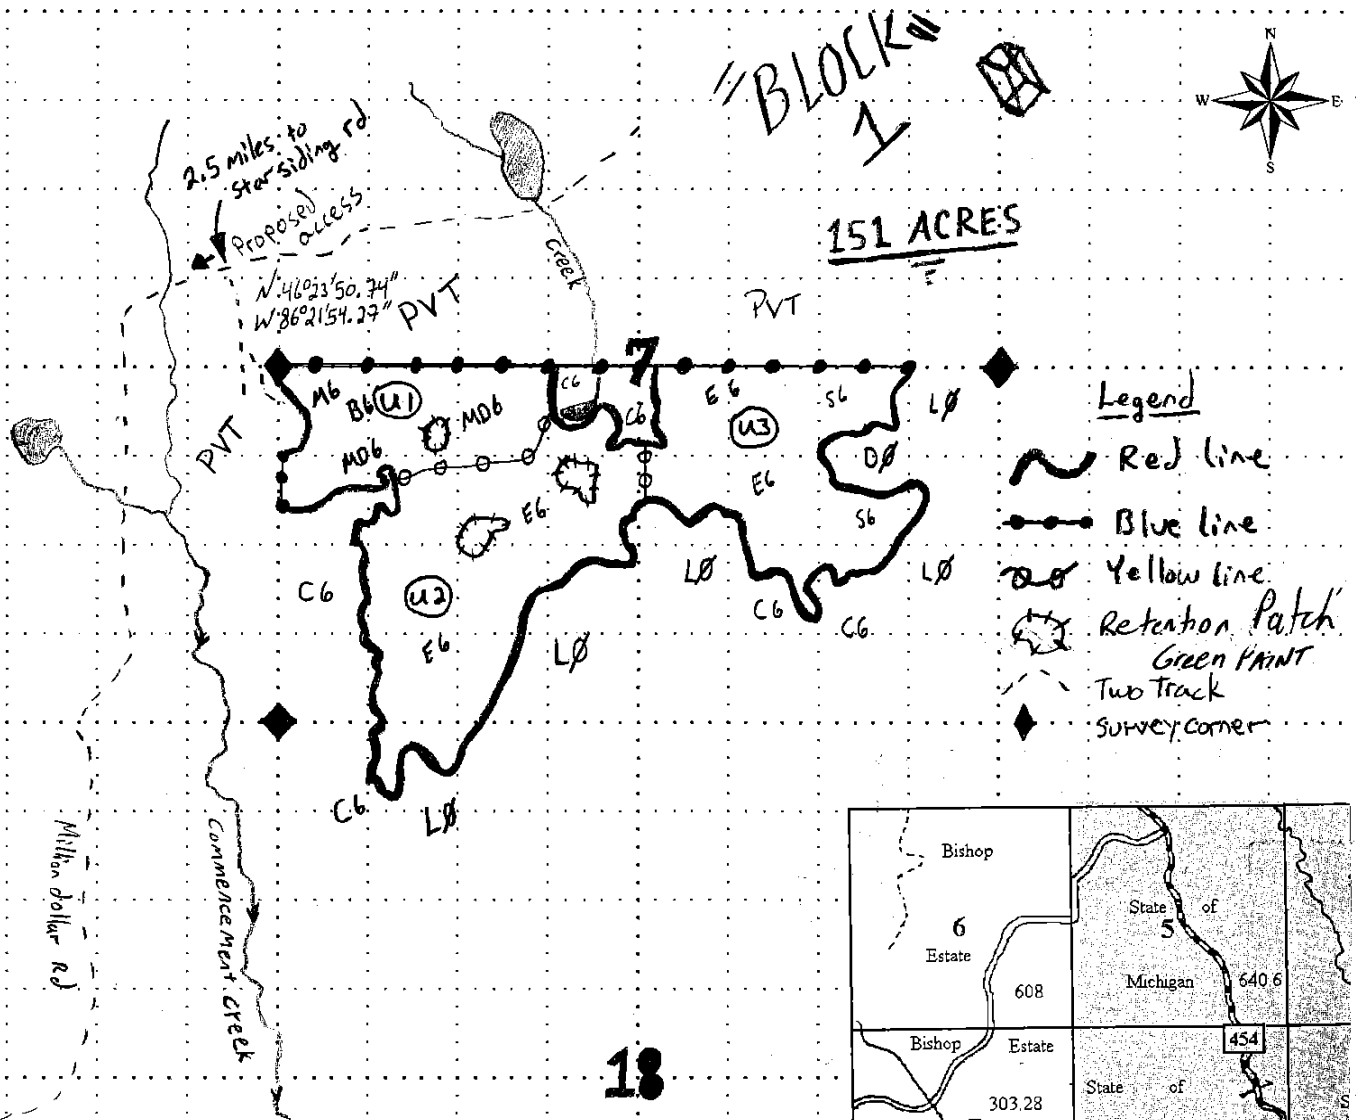 "BLOCK"
1
N
W
E
S
2.5 miles to
star siding rd
Proposed
access
151 ACRES
Creek
N:46°23'50.74"
W:86°21'54.27"
PVT
PVT
PVT
7
C6
M6
B6
U1
MD6
C6
E6
S6
LØ
U3
DØ
MD6
E6
E6
S6
LØ
LØ
C6
U2
C6
C6
E6
LØ
C6
LØ
Legend
Red line
Blue line
Yellow line
Retention Patch
Green PAINT
Two Track
survey corner
Million dollar Rd
Commencement creek
18
Bishop
6
Estate
608
State of
5
Michigan
640.6
Bishop
Estate
303.28
454
State of
S